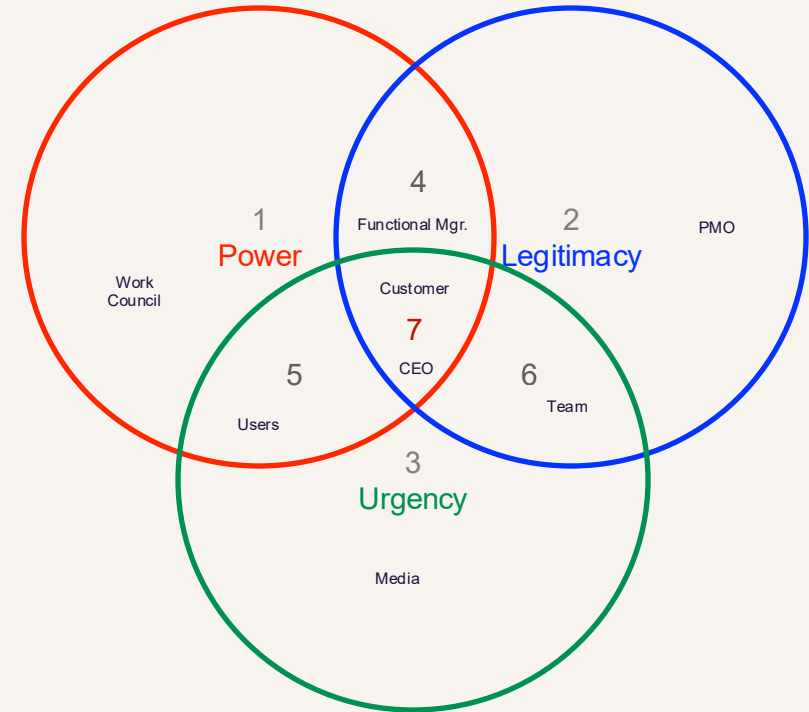 4
1
2
Functional Mgr.
PMO
Power
Legitimacy
Work
Council
Customer
7
CEO
5
6
Team
Users
3
Urgency
Media